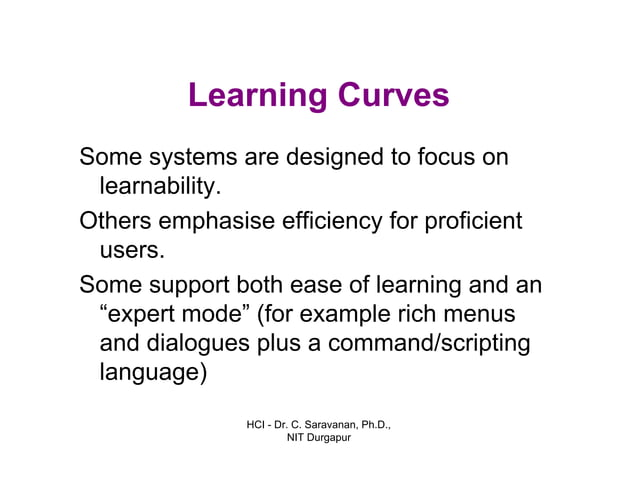 Learning Curves
Some systems are designed to focus on
learnability.
Others emphasise efficiency for proficient
users.
Some support both ease of learning and an
“expert mode” (for example rich menus
and dialogues plus a command/scripting
language)
HCI - Dr. C. Saravanan, Ph.D.,
NIT Durgapur